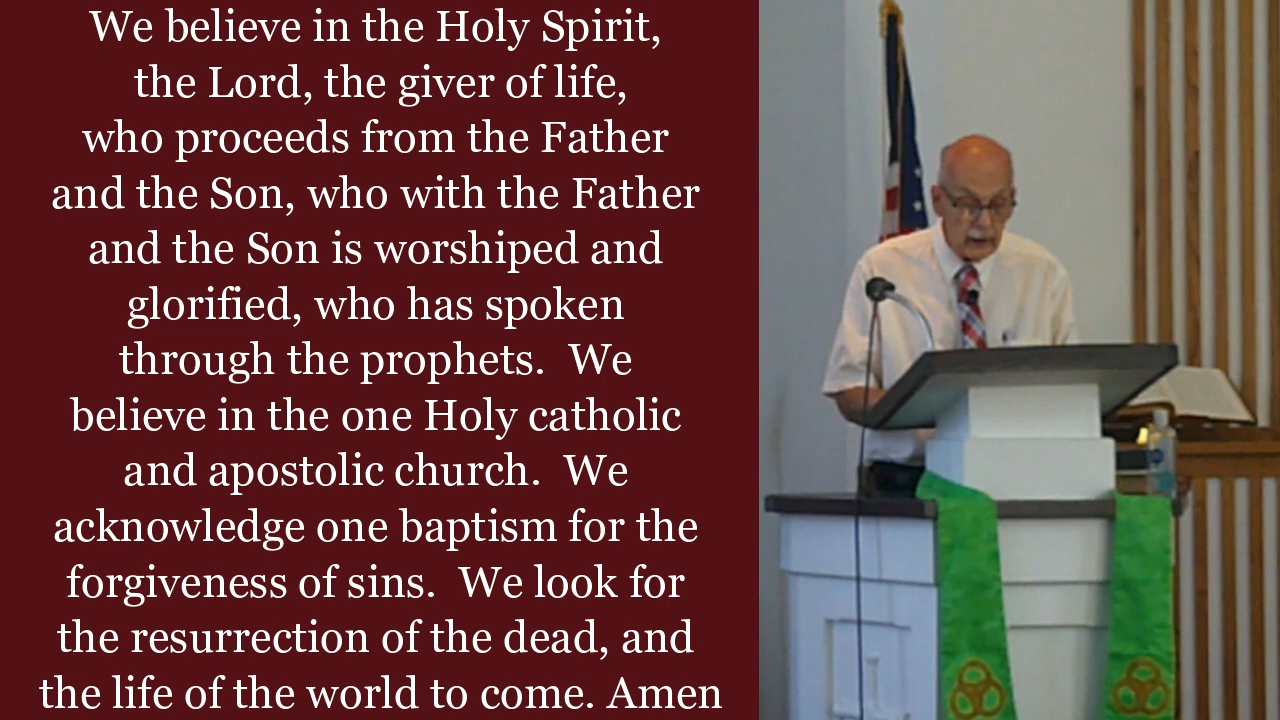 We believe in the Holy Spirit,
the Lord, the giver of life,
who proceeds from the Father
and the Son, who with the Father
and the Son is worshiped and
glorified, who has spoken
through the prophets.  We
believe in the one Holy catholic
and apostolic church.  We
acknowledge one baptism for the
forgiveness of sins.  We look for
the resurrection of the dead, and
the life of the world to come. Amen